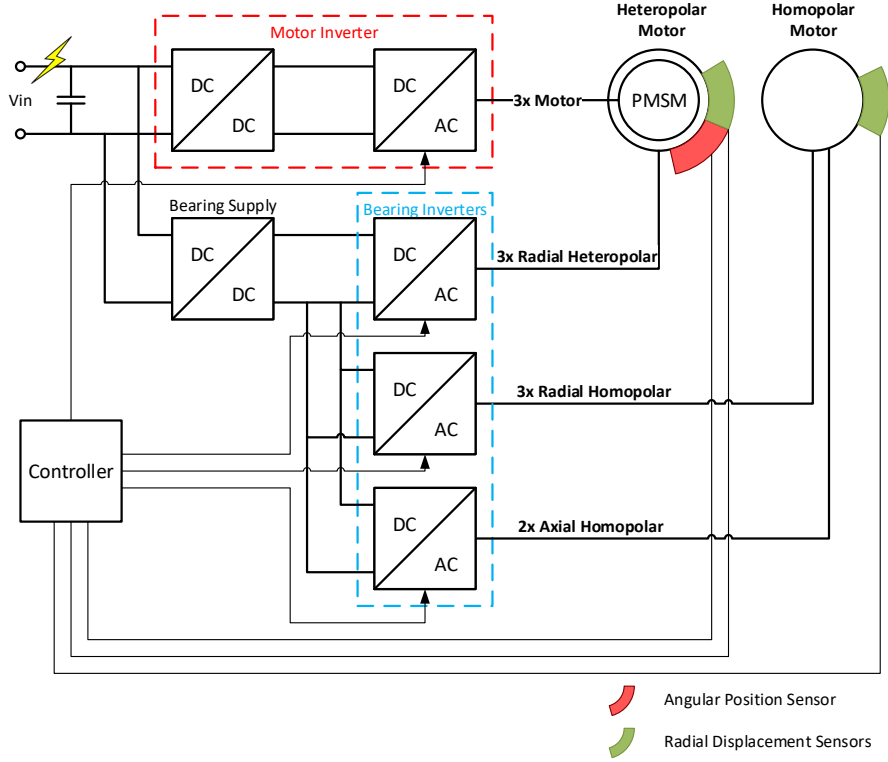 Heteropolar
Motor
Homopolar
Motor
Motor Inverter
Vin
DC
DC
DC
AC
3x Motor
PMSM
Bearing Supply
Bearing Inverters
DC
DC
DC
AC
3x Radial Heteropolar
DC
AC
3x Radial Homopolar
Controller
DC
AC
2x Axial Homopolar
Angular Position Sensor
Radial Displacement Sensors